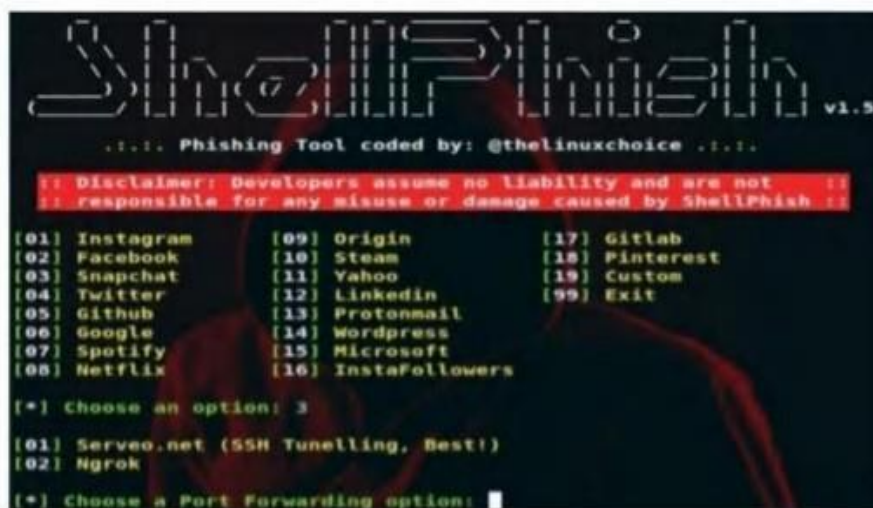 ShellPhish v1.5
.:.:. Phishing Tool coded by: @thelinuxchoice .:.:.
:: Disclaimer: Developers assume no liability and are not ::
:: responsible for any misuse or damage caused by ShellPhish ::
[01] Instagram [09] Origin [17] Gitlab
[02] Facebook [10] Steam [18] Pinterest
[03] Snapchat [11] Yahoo [19] Custom
[04] Twitter [12] Linkedin [99] Exit
[05] Github [13] Protonmail
[06] Google [14] Wordpress
[07] Spotify [15] Microsoft
[08] Netflix [16] InstaFollowers
[*] Choose an option: 3
[01] Serveo.net (SSH Tunelling, Best!)
[02] Ngrok
[*] Choose a Port Forwarding option: